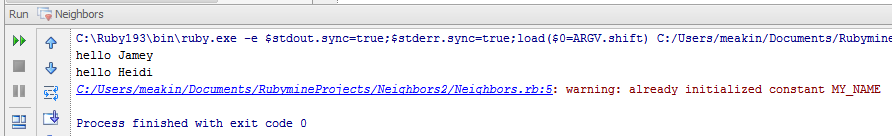 Run Neighbors
C:\Ruby193\bin\ruby.exe -e $stdout.sync=true;$stderr.sync=true;load($0=ARGV.shift) C:/Users/meakin/Documents/Rubymine
hello Jamey
hello Heidi
C:/Users/meakin/Documents/RubymineProjects/Neighbors2/Neighbors.rb:5: warning: already initialized constant MY_NAME
Process finished with exit code 0